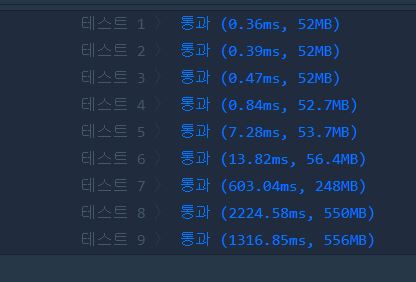 테스트 1 〉 통과 (0.36ms, 52MB)
테스트 2 〉 통과 (0.39ms, 52MB)
테스트 3 〉 통과 (0.47ms, 52MB)
테스트 4 〉 통과 (0.84ms, 52.7MB)
테스트 5 〉 통과 (7.28ms, 53.7MB)
테스트 6 〉 통과 (13.82ms, 56.4MB)
테스트 7 〉 통과 (603.04ms, 248MB)
테스트 8 〉 통과 (2224.58ms, 550MB)
테스트 9 〉 통과 (1316.85ms, 556MB)